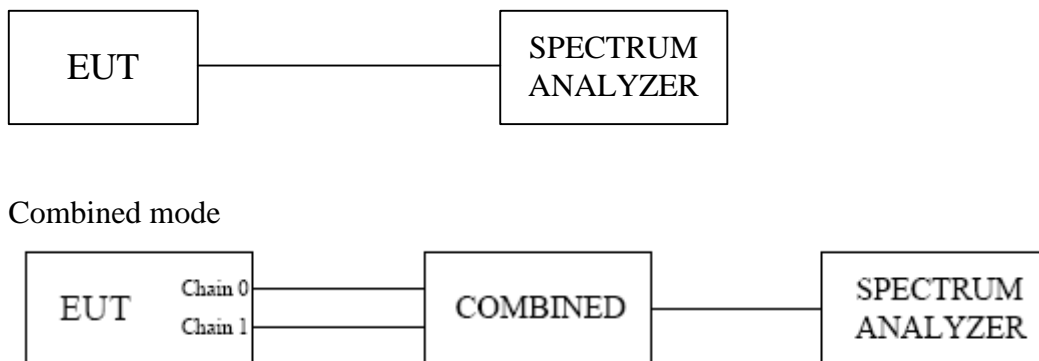 EUT
SPECTRUM
ANALYZER
Combined mode
EUT
Chain 0
Chain 1
COMBINED
SPECTRUM
ANALYZER